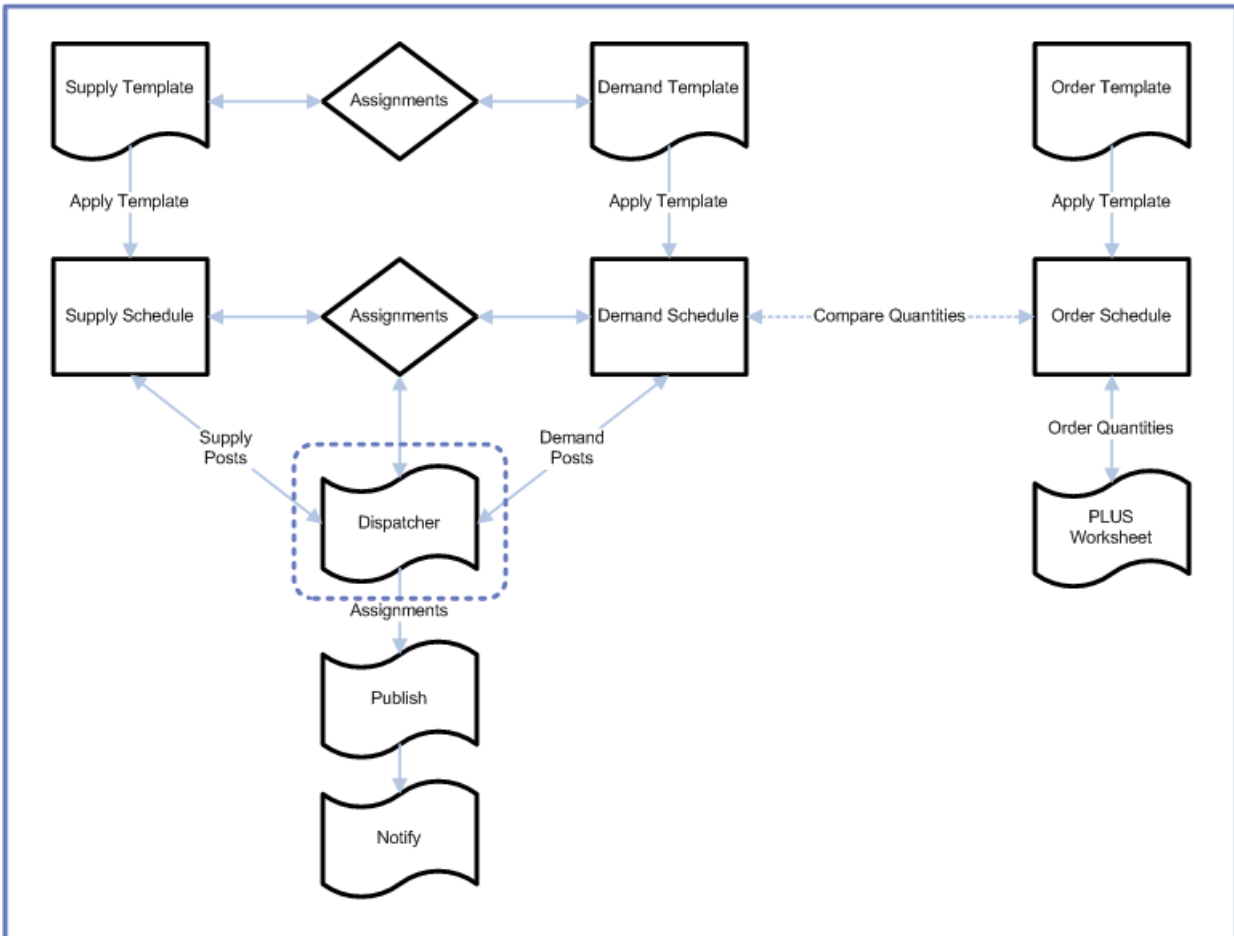 Supply Template
Assignments
Demand Template
Order Template
Apply Template
Apply Template
Apply Template
Supply Schedule
Assignments
Demand Schedule
Compare Quantities
Order Schedule
Supply
Posts
Demand
Posts
Order Quantities
Dispatcher
PLUS
Worksheet
Assignments
Publish
Notify